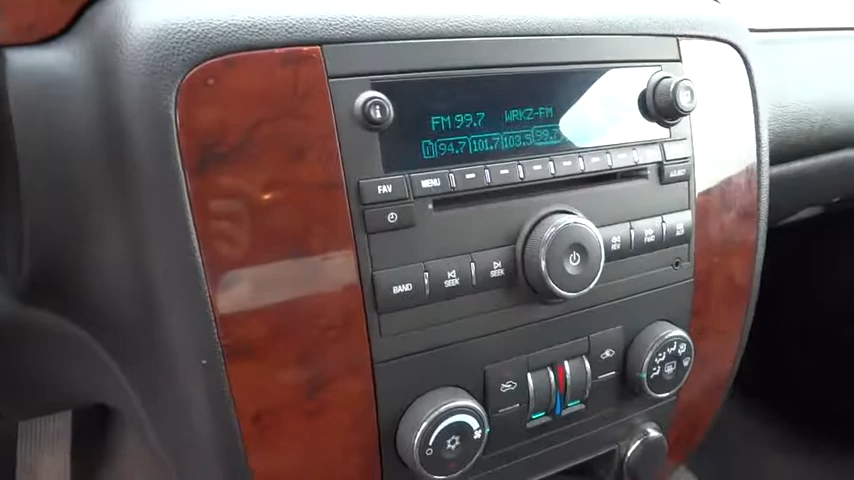 i
FM 99.7 WRKZ-FM
1 94.7 101.7 103.5 99.
FAV MENU
BAND SEEK SEEK
REV FWD